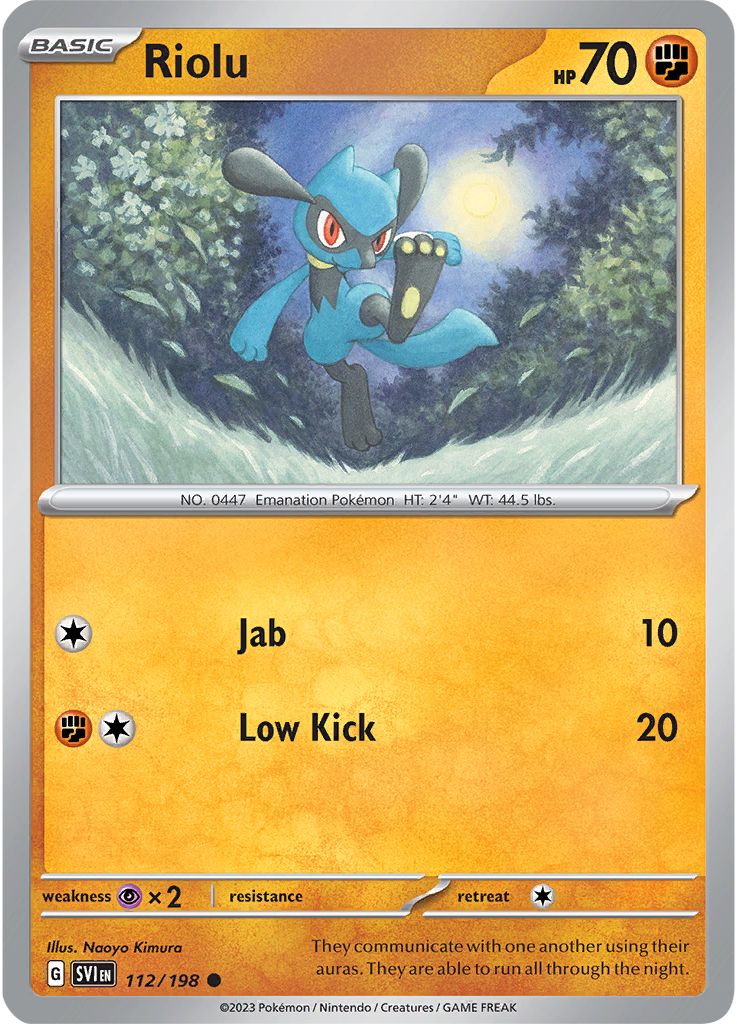 BASIC Riolu HP 70
NO. 0447 Emanation Pokémon HT: 2'4" WT: 44.5 lbs.
Jab 10
Low Kick 20
weakness ×2 resistance retreat
Illus. Naoyo Kimura
They communicate with one another using their
auras. They are able to run all through the night.
G SVI EN 112/198
©2023 Pokémon / Nintendo / Creatures / GAME FREAK